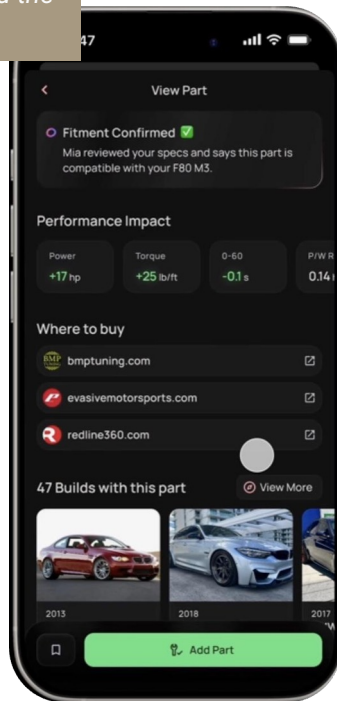 47
View Part
Fitment Confirmed ✅
Mia reviewed your specs and says this part is
compatible with your F80 M3.
Performance Impact
Power
Torque
0-60
P/W R
+17 hp
+25 lb/ft
-0.1 s
0.14
Where to buy
BMP
bmptuning.com
evasivemotorsports.com
redline360.com
47 Builds with this part
View More
2013
2018
2017
Add Part